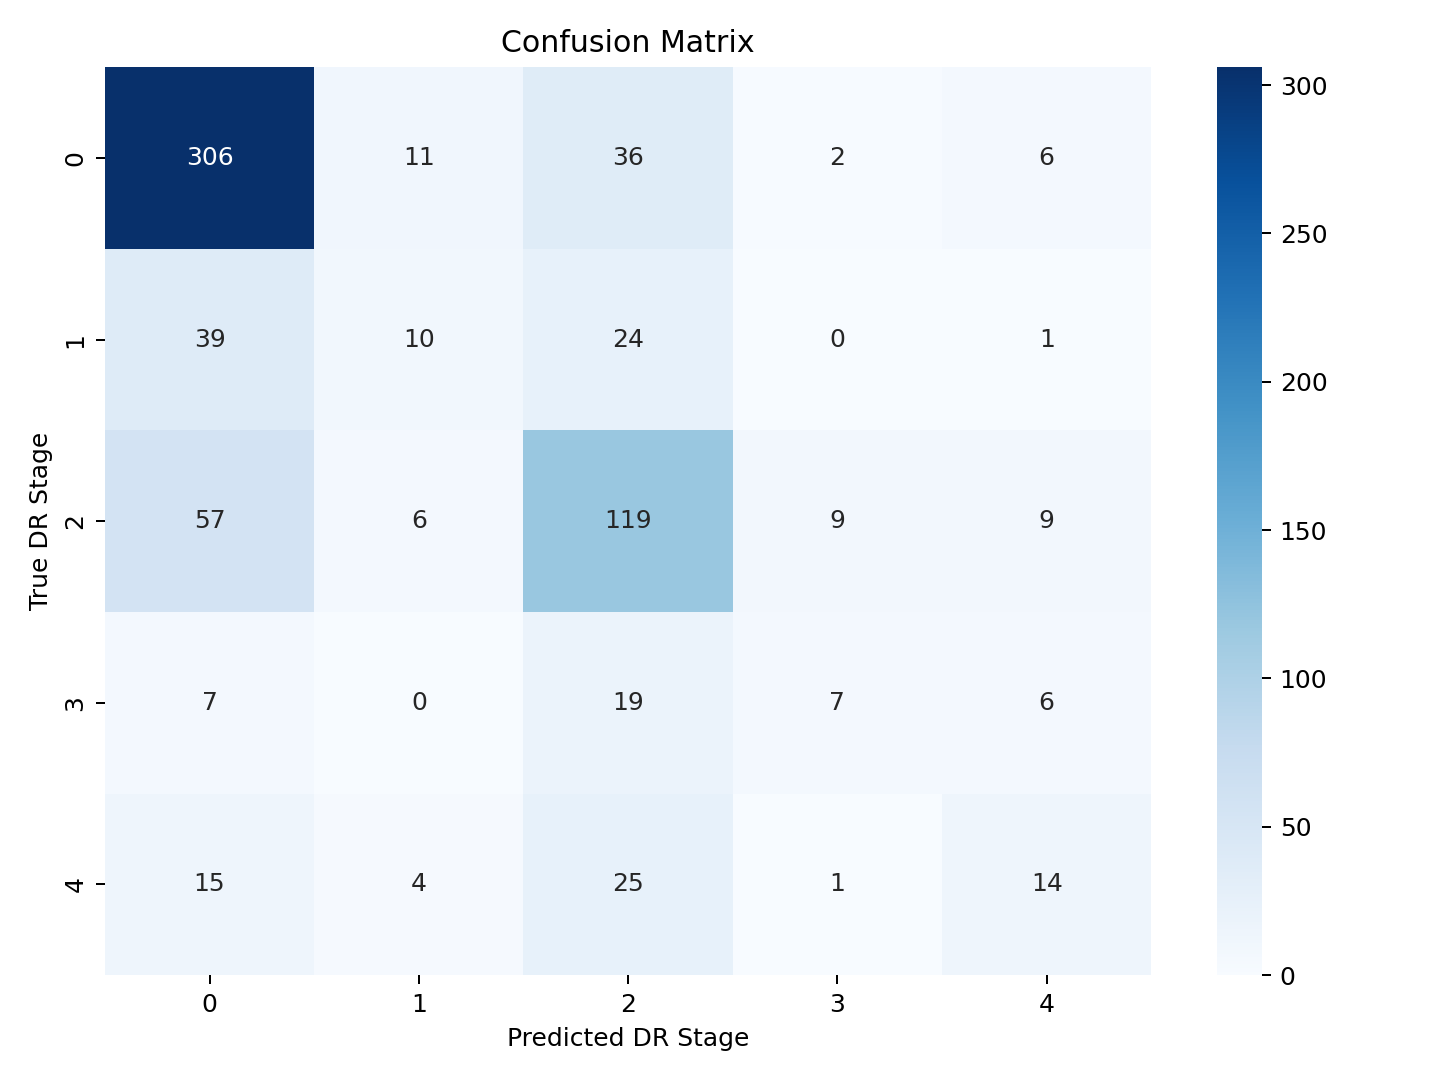 Confusion Matrix
True DR Stage
0 306 11 36 2 6
1 39 10 24 0 1
2 57 6 119 9 9
3 7 0 19 7 6
4 15 4 25 1 14
0 1 2 3 4
Predicted DR Stage
300
250
200
150
100
50
0